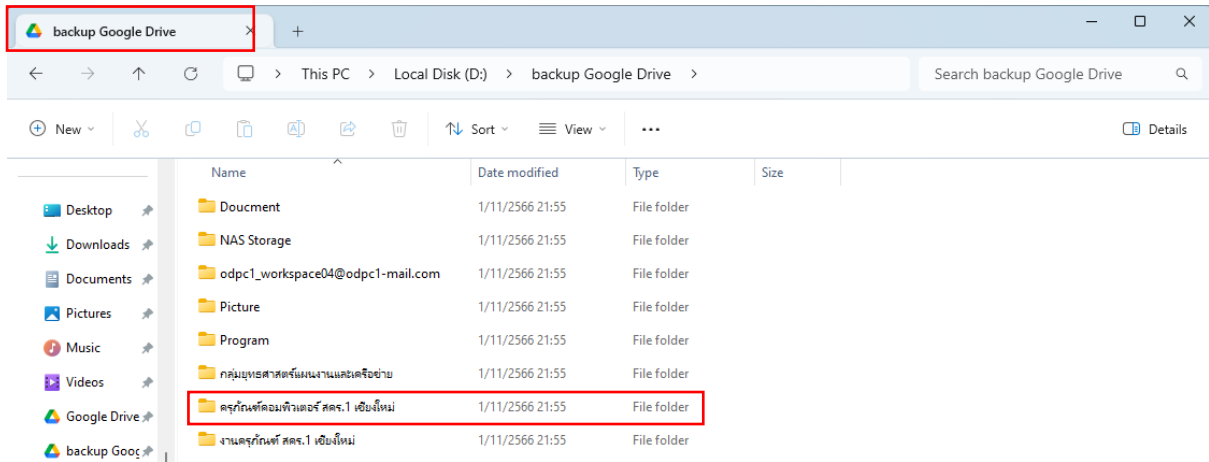 backup Google Drive
This PC > Local Disk (D:) > backup Google Drive >
Search backup Google Drive
New
Sort
View
Details
Name Date modified Type Size
Desktop
Doucment 1/11/2566 21:55 File folder
Downloads
NAS Storage 1/11/2566 21:55 File folder
Documents
odpc1_workspace04@odpc1-mail.com 1/11/2566 21:55 File folder
Pictures
Picture 1/11/2566 21:55 File folder
Music
Program 1/11/2566 21:55 File folder
Videos
กลุ่มยุทธศาสตร์แผนงานและเครือข่าย 1/11/2566 21:55 File folder
Google Drive
ครุภัณฑ์คอมพิวเตอร์ สคร.1 เชียงใหม่ 1/11/2566 21:55 File folder
backup Goog
งานครุภัณฑ์ สคร.1 เชียงใหม่ 1/11/2566 21:55 File folder